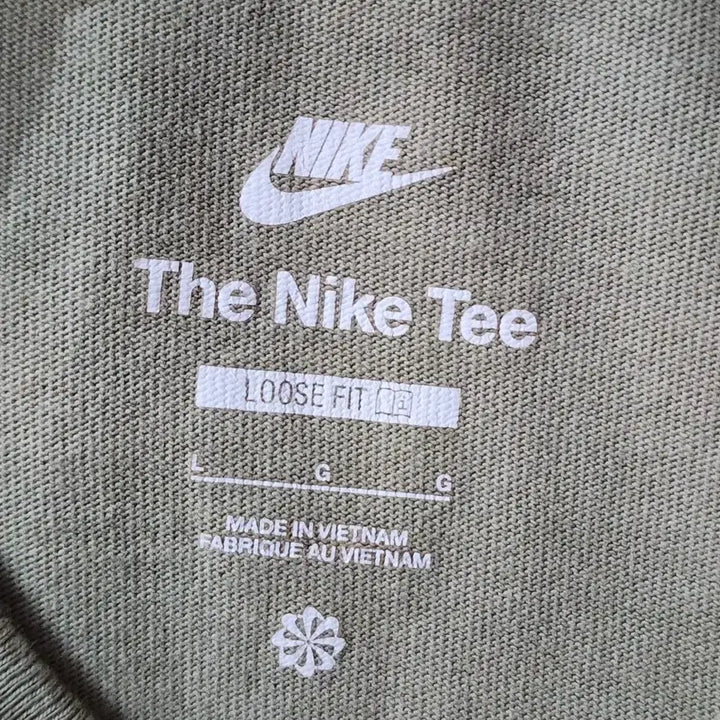 NIKE
The Nike Tee
LOOSE FIT
L G G
MADE IN VIETNAM
FABRIQUE AU VIETNAM